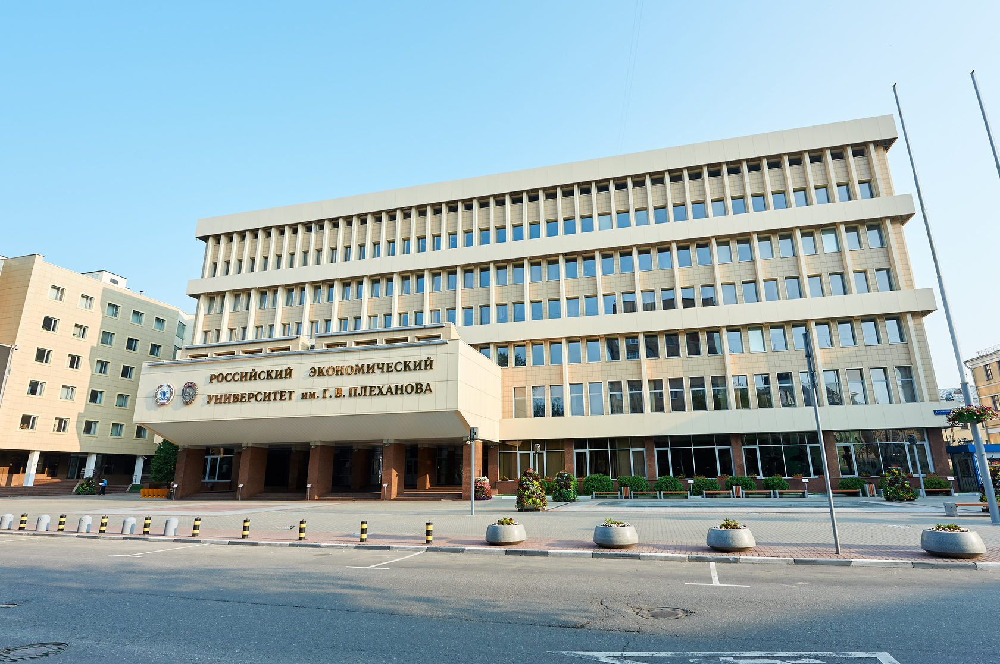 РОССИЙСКИЙ ЭКОНОМИЧЕСКИЙ
УНИВЕРСИТЕТ им. Г. В. ПЛЕХАНОВА